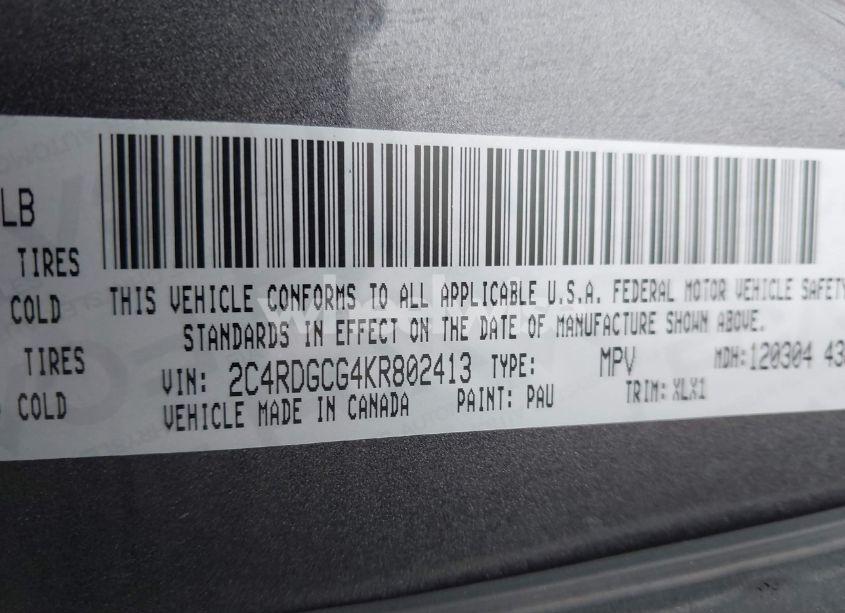 LB
TIRES
COLD
TIRES
COLD
THIS VEHICLE CONFORMS TO ALL APPLICABLE U.S.A. FEDERAL MOTOR VEHICLE SAFETY
STANDARDS IN EFFECT ON THE DATE OF MANUFACTURE SHOWN ABOVE.
VIN: 2C4RDGCG4KR802413 TYPE: MPV MDH:120304 43
VEHICLE MADE IN CANADA PAINT: PAU TRIM: XLX1